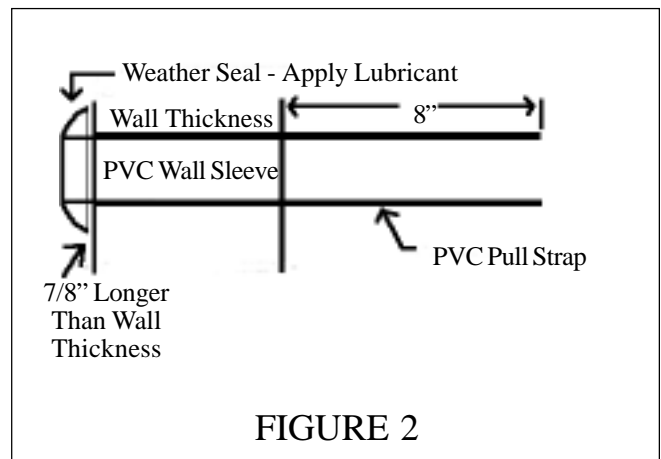 Weather Seal - Apply Lubricant
Wall Thickness
8”
PVC Wall Sleeve
PVC Pull Strap
7/8” Longer
Than Wall
Thickness
FIGURE 2